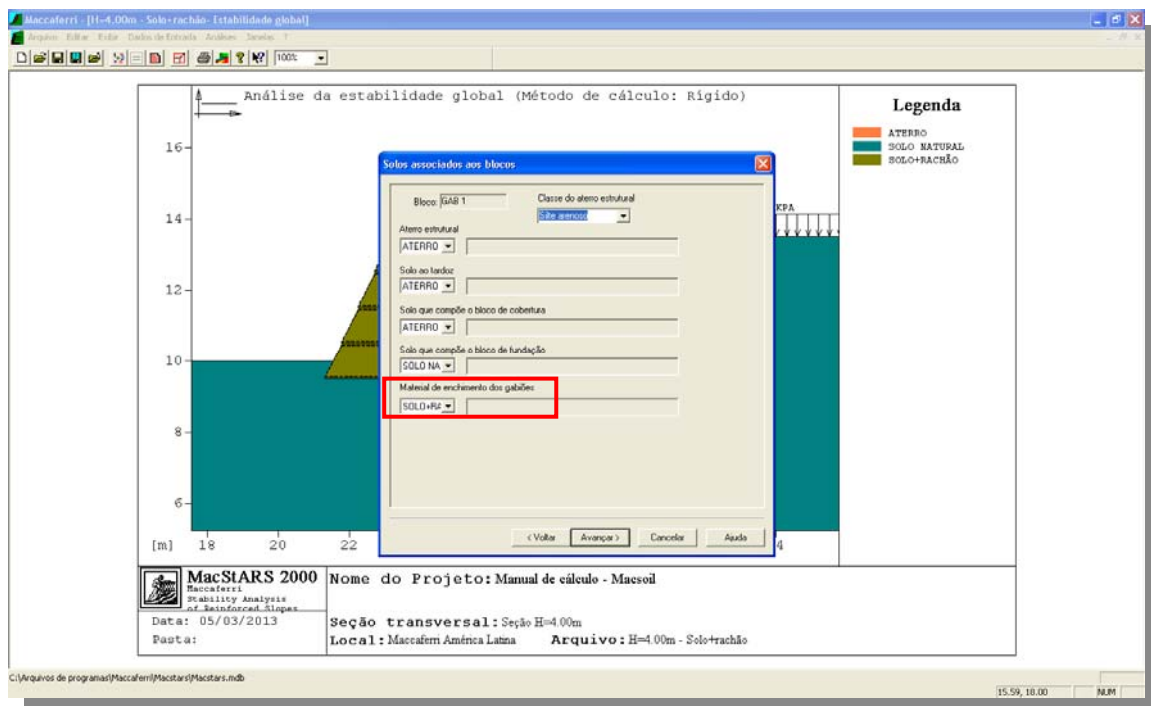 Maccaferri - [H=4,00m - Solo+rachão- Estabilidade global]
Arquivo Editar Exibir Dados de Entrada Análises Janelas ?
100%
Análise da estabilidade global (Método de cálculo: Rígido)
Legenda
ATERRO
SOLO NATURAL
SOLO+RACHÃO
16
14
12
10
8
6
[m] 18 20 22 4
KPA
Solos associados aos blocos
Bloco: GAB 1
Classe do aterro estrutural
Silte arenoso
Aterro estrutural
ATERRO
Solo ao tardoz
ATERRO
Solo que compõe o bloco de cobertura
ATERRO
Solo que compõe o bloco de fundação
SOLO NA
Material de enchimento dos gabiões
SOLO+RA
< Voltar Avançar > Cancelar Ajuda
MacStARS 2000
Maccaferri
Stability Analysis
of Reinforced Slopes
Data: 05/03/2013
Pasta:
Nome do Projeto: Manual de cálculo - Macsoil
Seção transversal: Seção H=4.00m
Local: Maccaferri América Latina Arquivo: H=4.00m - Solo+rachão
C:\Arquivos de programas\Maccaferri\Macstars\Macstars.mdb
15.59, 18.00 NUM